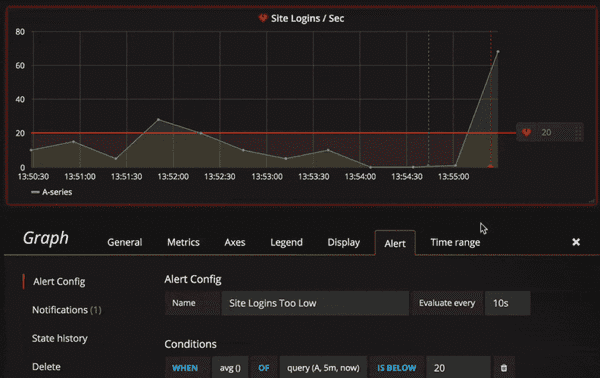 Site Logins / Sec
80
60
40
20
20
0
13:50:30 13:51:00 13:51:30 13:52:00 13:52:30 13:53:00 13:53:30 13:54:00 13:54:30 13:55:00
A-series
Graph General Metrics Axes Legend Display Alert Time range
Alert Config
Notifications (1)
State history
Delete
Alert Config
Name Site Logins Too Low Evaluate every 10s
Conditions
WHEN avg () OF query (A, 5m, now) IS BELOW 20